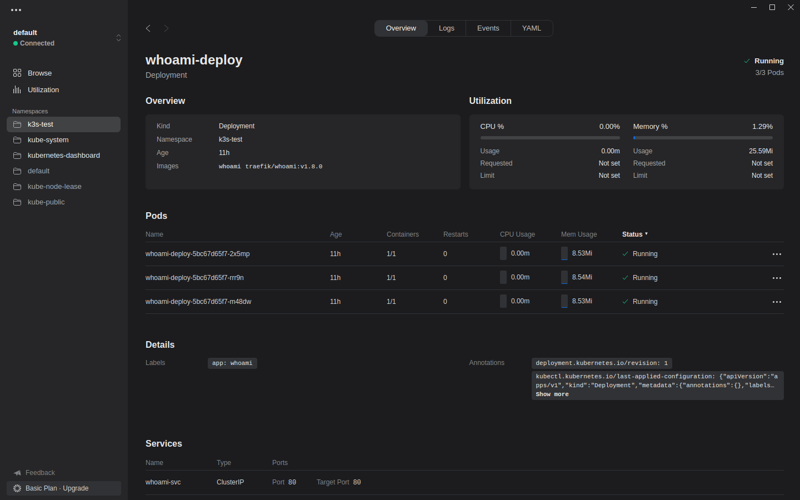 default
Connected
Browse
Utilization
Namespaces
k3s-test
kube-system
kubernetes-dashboard
default
kube-node-lease
kube-public
Feedback
Basic Plan · Upgrade
Overview Logs Events YAML
whoami-deploy
Deployment
Running
3/3 Pods
Overview
Kind Deployment
Namespace k3s-test
Age 11h
Images whoami traefik/whoami:v1.8.0
Utilization
CPU % 0.00%
Usage 0.00m
Requested Not set
Limit Not set
Memory % 1.29%
Usage 25.59Mi
Requested Not set
Limit Not set
Pods
Name Age Containers Restarts CPU Usage Mem Usage Status
whoami-deploy-5bc67d65f7-2x5mp 11h 1/1 0 0.00m 8.53Mi Running
whoami-deploy-5bc67d65f7-rrr9n 11h 1/1 0 0.00m 8.54Mi Running
whoami-deploy-5bc67d65f7-m48dw 11h 1/1 0 0.00m 8.53Mi Running
Details
Labels app: whoami
Annotations deployment.kubernetes.io/revision: 1
kubectl.kubernetes.io/last-applied-configuration: {"apiVersion":"a
pps/v1","kind":"Deployment","metadata":{"annotations":{},"labels…
Show more
Services
Name Type Ports
whoami-svc ClusterIP Port 80 Target Port 80